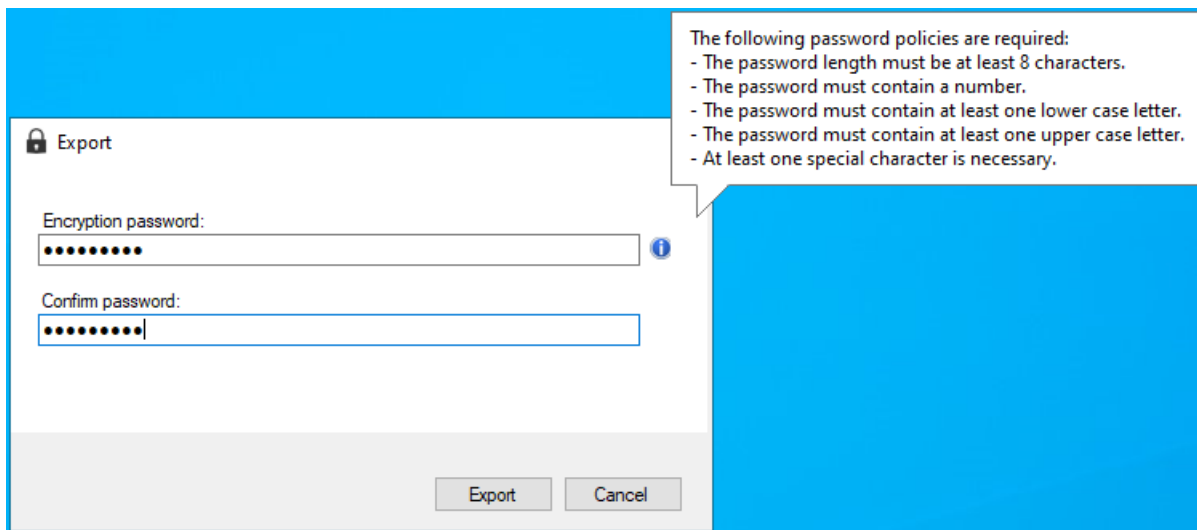 The following password policies are required:
- The password length must be at least 8 characters.
- The password must contain a number.
- The password must contain at least one lower case letter.
- The password must contain at least one upper case letter.
- At least one special character is necessary.
Export
Encryption password:
●●●●●●●●●
Confirm password:
●●●●●●●●●
Export
Cancel